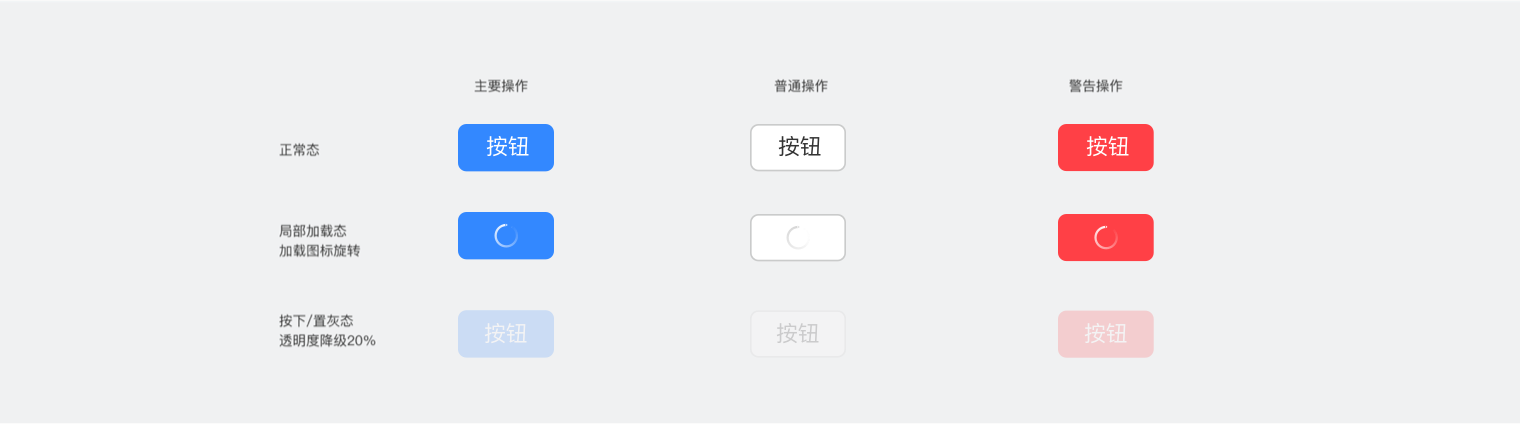 主要操作 普通操作 警告操作
正常态 按钮 按钮 按钮
局部加载态
加载图标旋转
按下/置灰态
透明度降级20%
按钮 按钮 按钮